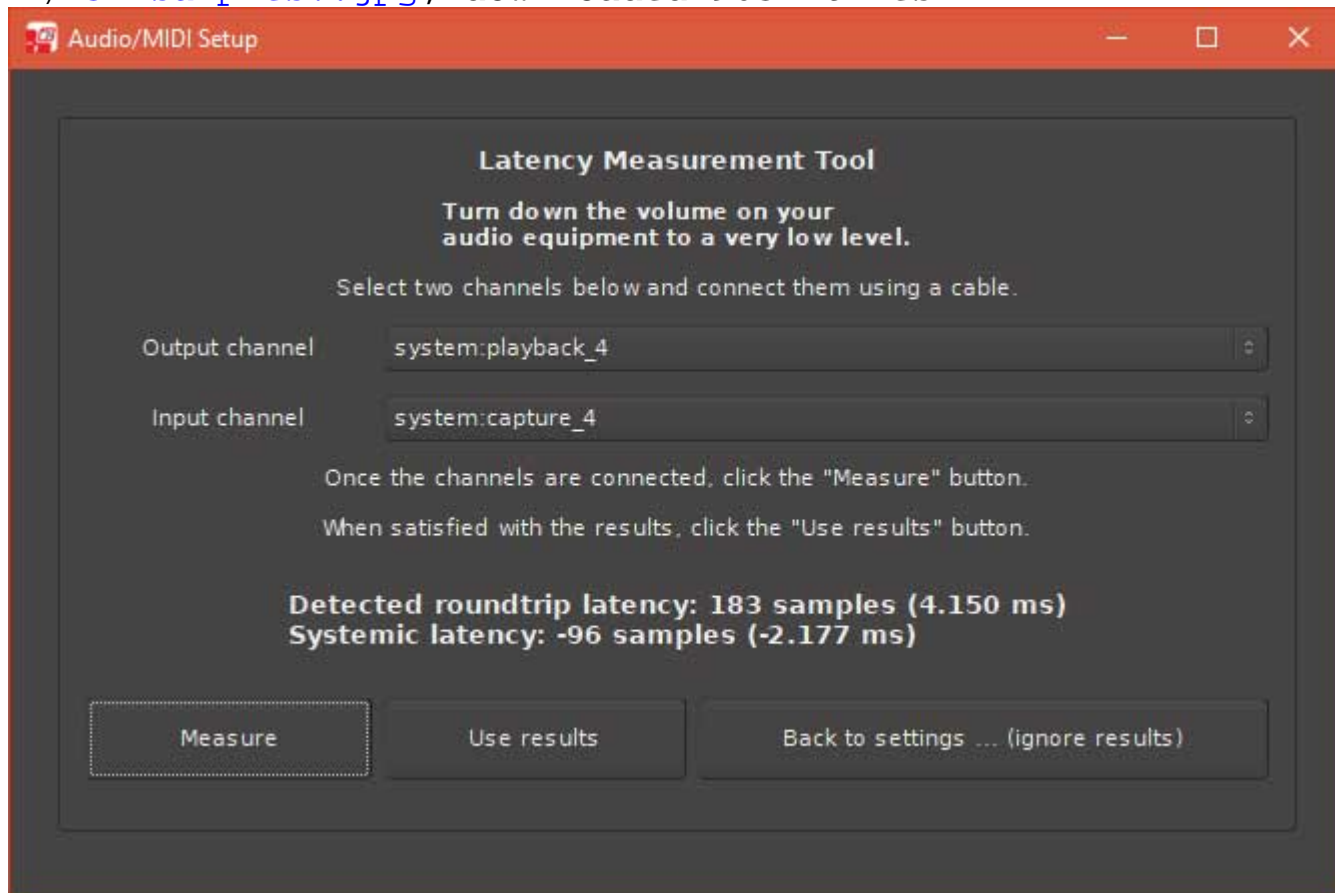 Audio/MIDI Setup
Latency Measurement Tool
Turn down the volume on your
audio equipment to a very low level.
Select two channels below and connect them using a cable.
Output channel system:playback_4
Input channel system:capture_4
Once the channels are connected, click the "Measure" button.
When satisfied with the results, click the "Use results" button.
Detected roundtrip latency: 183 samples (4.150 ms)
Systemic latency: -96 samples (-2.177 ms)
Measure Use results Back to settings ... (ignore results)